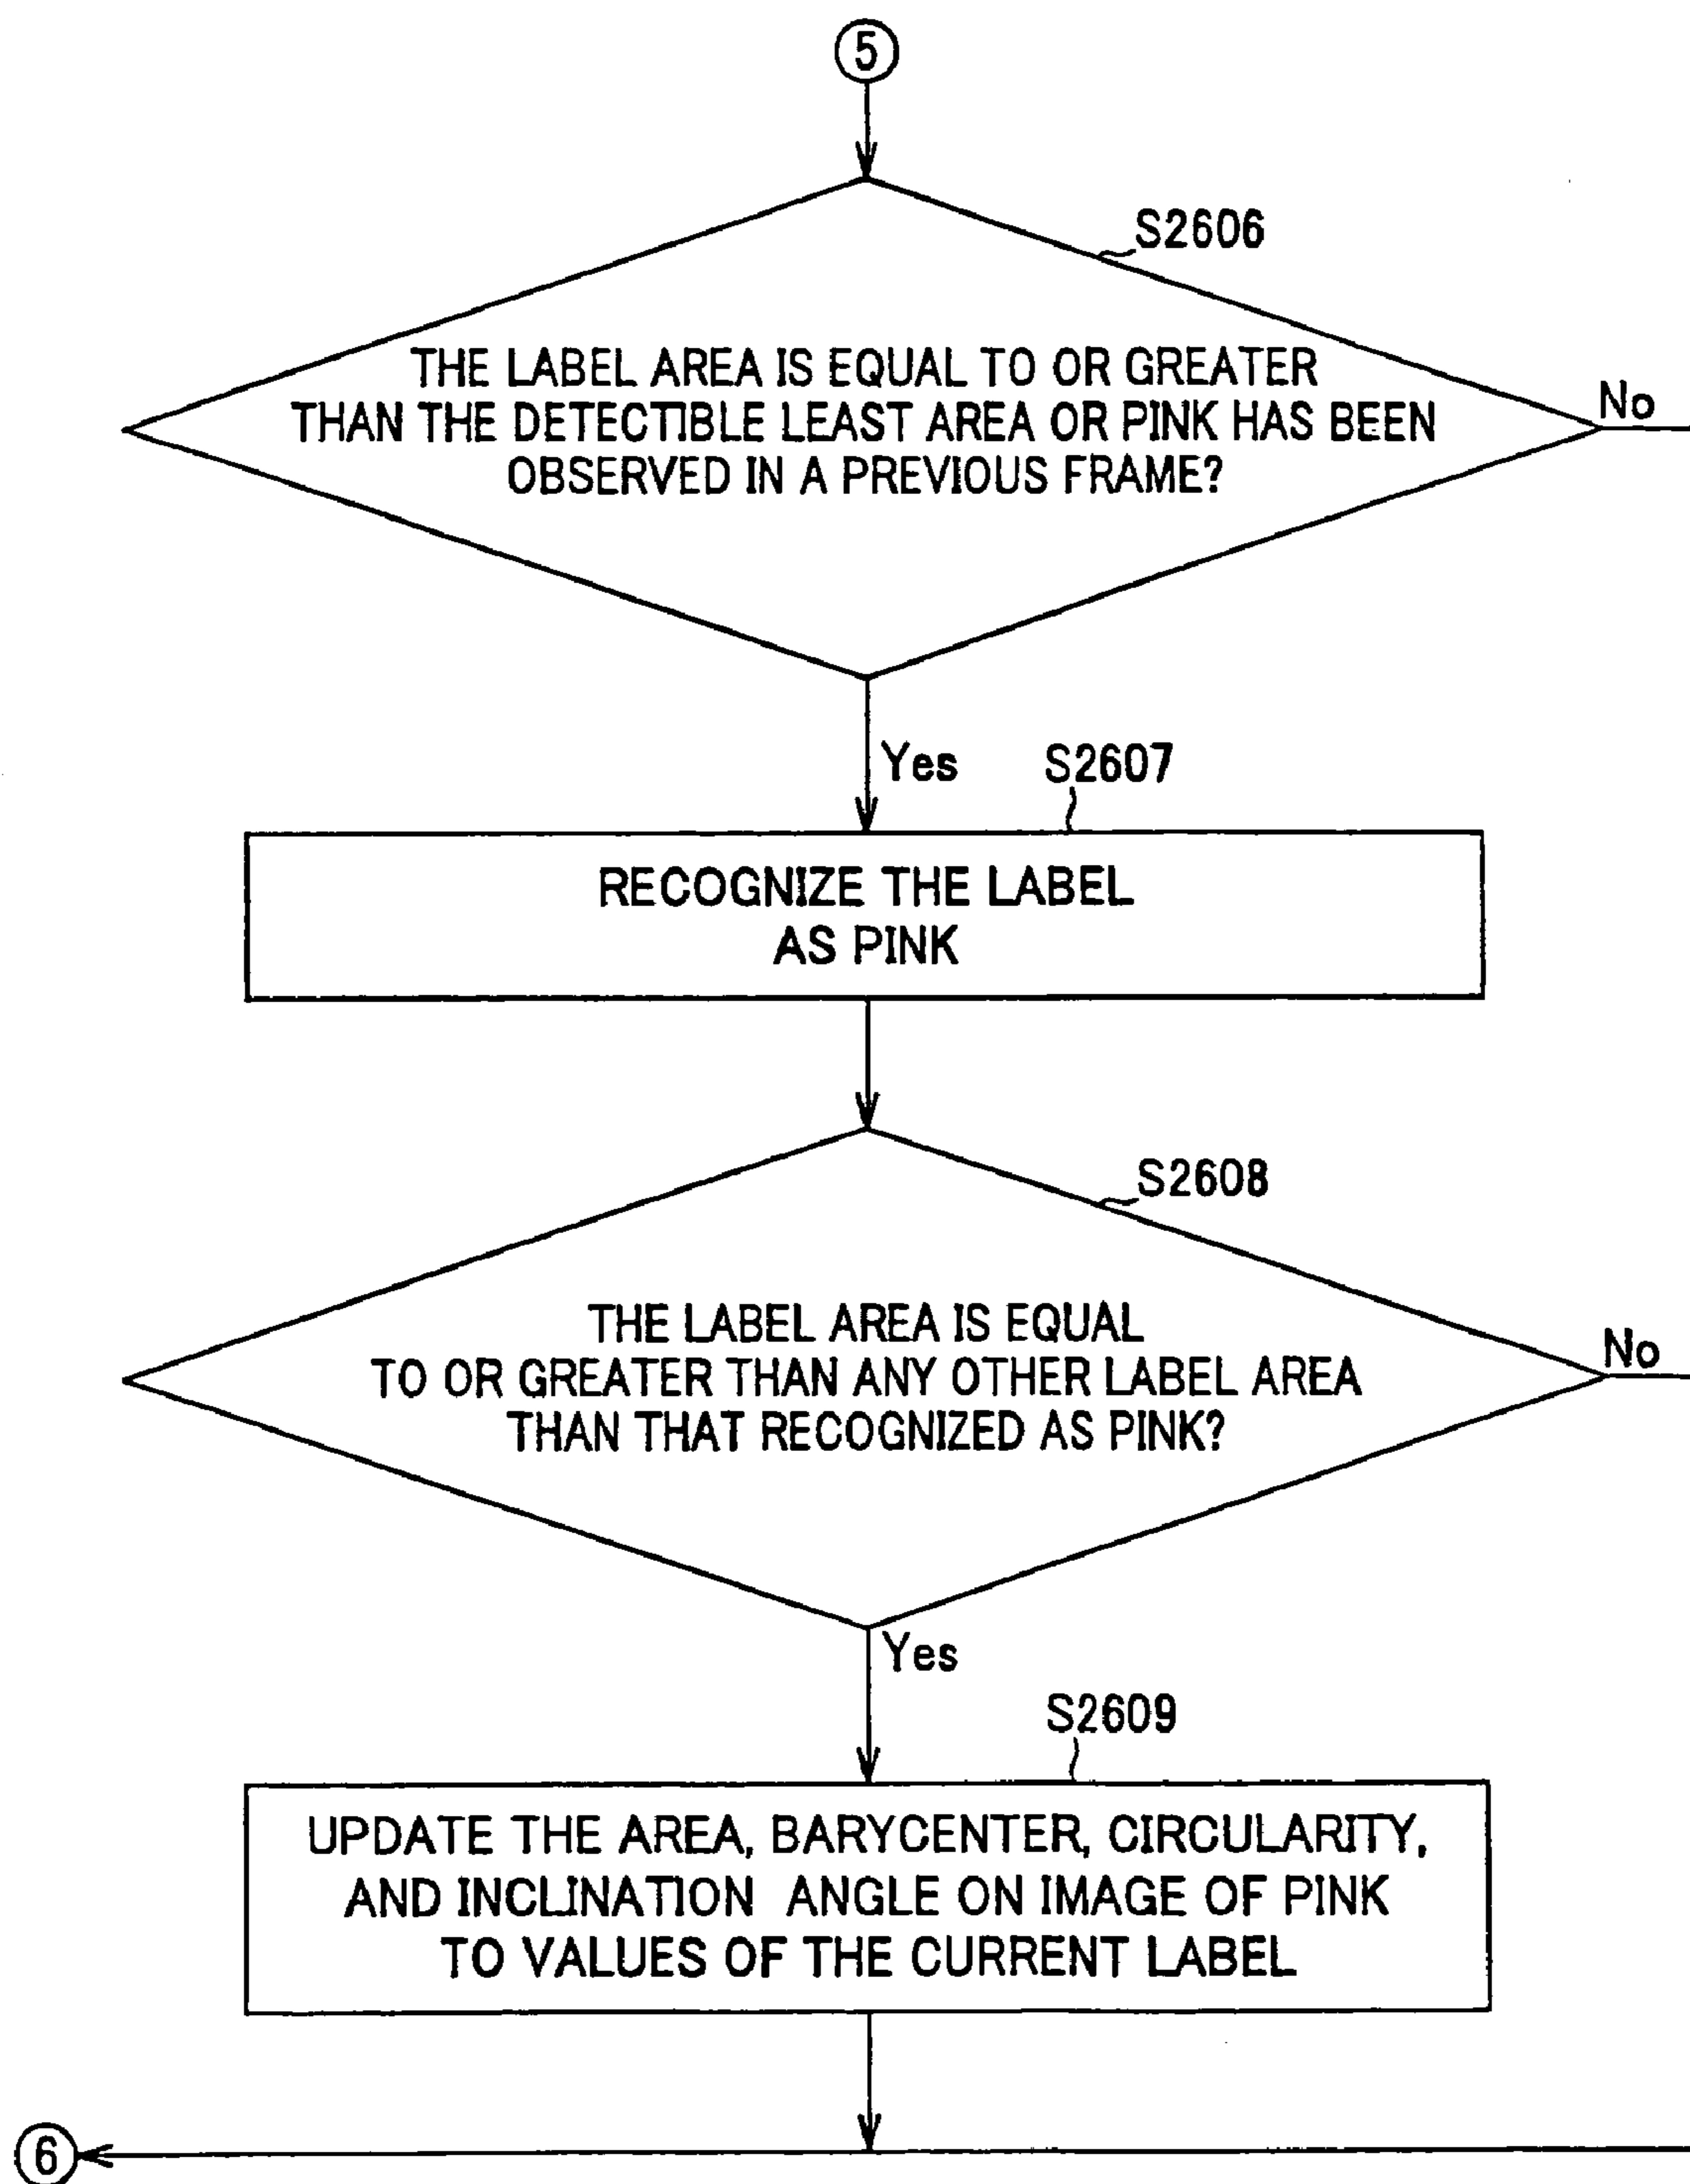 5
S2606
THE LABEL AREA IS EQUAL TO OR GREATER
THAN THE DETECTIBLE LEAST AREA OR PINK HAS BEEN
OBSERVED IN A PREVIOUS FRAME?
No
Yes
S2607
RECOGNIZE THE LABEL
AS PINK
S2608
THE LABEL AREA IS EQUAL
TO OR GREATER THAN ANY OTHER LABEL AREA
THAN THAT RECOGNIZED AS PINK?
No
Yes
S2609
UPDATE THE AREA, BARYCENTER, CIRCULARITY,
AND INCLINATION ANGLE ON IMAGE OF PINK
TO VALUES OF THE CURRENT LABEL
6